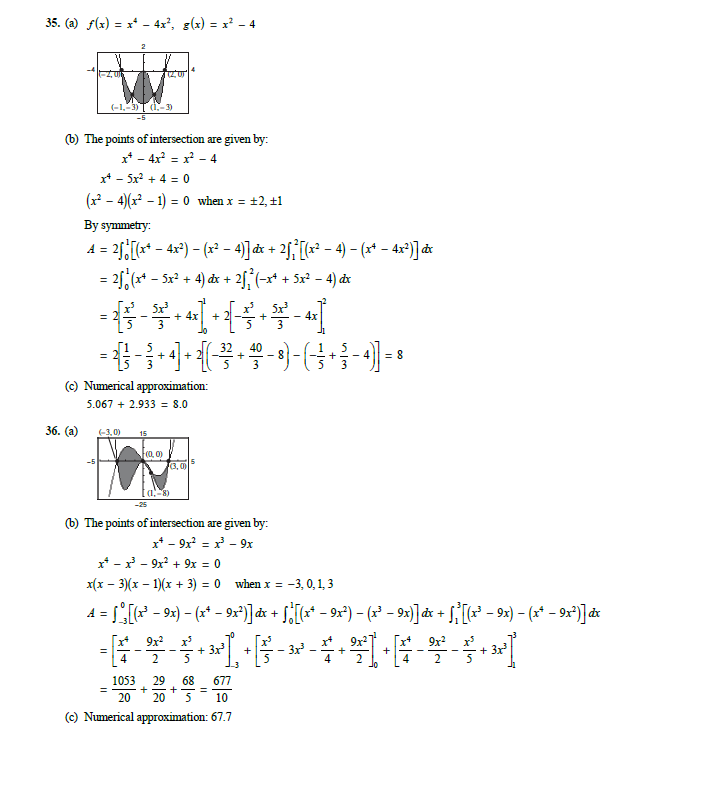 35. (a) f(x) = x⁴ − 4x², g(x) = x² − 4
2
−4
4
(−2, 0)
(2, 0)
(−1, −3)
(1, −3)
−5
(b) The points of intersection are given by:
x⁴ − 4x² = x² − 4
x⁴ − 5x² + 4 = 0
(x² − 4)(x² − 1) = 0 when x = ±2, ±1
By symmetry:
A = 2∫₀¹[(x⁴ − 4x²) − (x² − 4)] dx + 2∫₁²[(x² − 4) − (x⁴ − 4x²)] dx
= 2∫₀¹(x⁴ − 5x² + 4) dx + 2∫₁²(−x⁴ + 5x² − 4) dx
= 2[x⁵/5 − 5x³/3 + 4x]₀¹ + 2[−x⁵/5 + 5x³/3 − 4x]₁²
= 2[1/5 − 5/3 + 4] + 2[(−32/5 + 40/3 − 8) − (−1/5 + 5/3 − 4)] = 8
(c) Numerical approximation:
5.067 + 2.933 = 8.0
36. (a)
(−3, 0)
15
(0, 0)
−5
5
(3, 0)
(1, −8)
−25
(b) The points of intersection are given by:
x⁴ − 9x² = x³ − 9x
x⁴ − x³ − 9x² + 9x = 0
x(x − 3)(x − 1)(x + 3) = 0 when x = −3, 0, 1, 3
A = ∫₋₃⁰[(x³ − 9x) − (x⁴ − 9x²)] dx + ∫₀¹[(x⁴ − 9x²) − (x³ − 9x)] dx + ∫₁³[(x³ − 9x) − (x⁴ − 9x²)] dx
= [x⁴/4 − 9x²/2 − x⁵/5 + 3x³]₋₃⁰ + [x⁵/5 − 3x³ − x⁴/4 + 9x²/2]₀¹ + [x⁴/4 − 9x²/2 − x⁵/5 + 3x³]₁³
= 1053/20 + 29/20 + 68/5 = 677/10
(c) Numerical approximation: 67.7